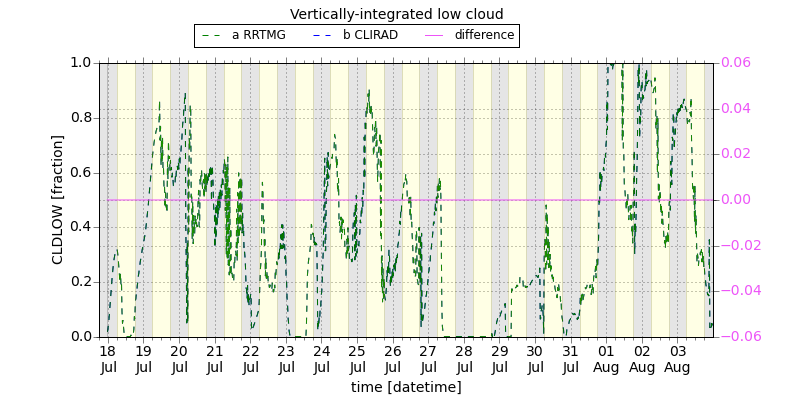 Vertically-integrated low cloud
a RRTMG b CLIRAD difference
1.0 0.06
0.04
0.8
0.02
0.6
0.00
0.4
−0.02
0.2
−0.04
0.0 −0.06
CLDLOW [fraction]
18 19 20 21 22 23 24 25 26 27 28 29 30 31 01 02 03
Jul Jul Jul Jul Jul Jul Jul Jul Jul Jul Jul Jul Jul Jul Aug Aug Aug
time [datetime]